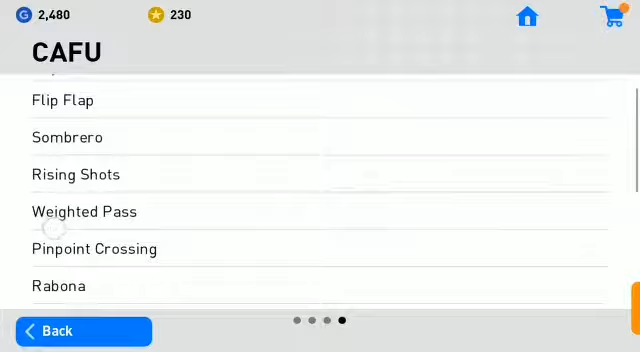 G 2,480
230
CAFU
Flip Flap
Sombrero
Rising Shots
Weighted Pass
Pinpoint Crossing
Rabona
Back